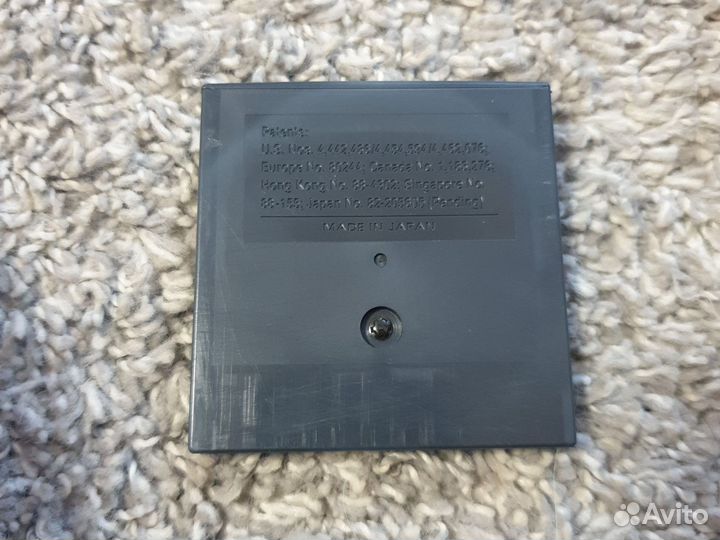 Patents:
U.S. Nos. 4,442,486/4,454,594/4,462,076;
Europe No. 80244; Canada No. 1,183,276;
Hong Kong No. 88-4302; Singapore No.
88-155; Japan No. 82-205605 (Pending)
MADE IN JAPAN
Avito